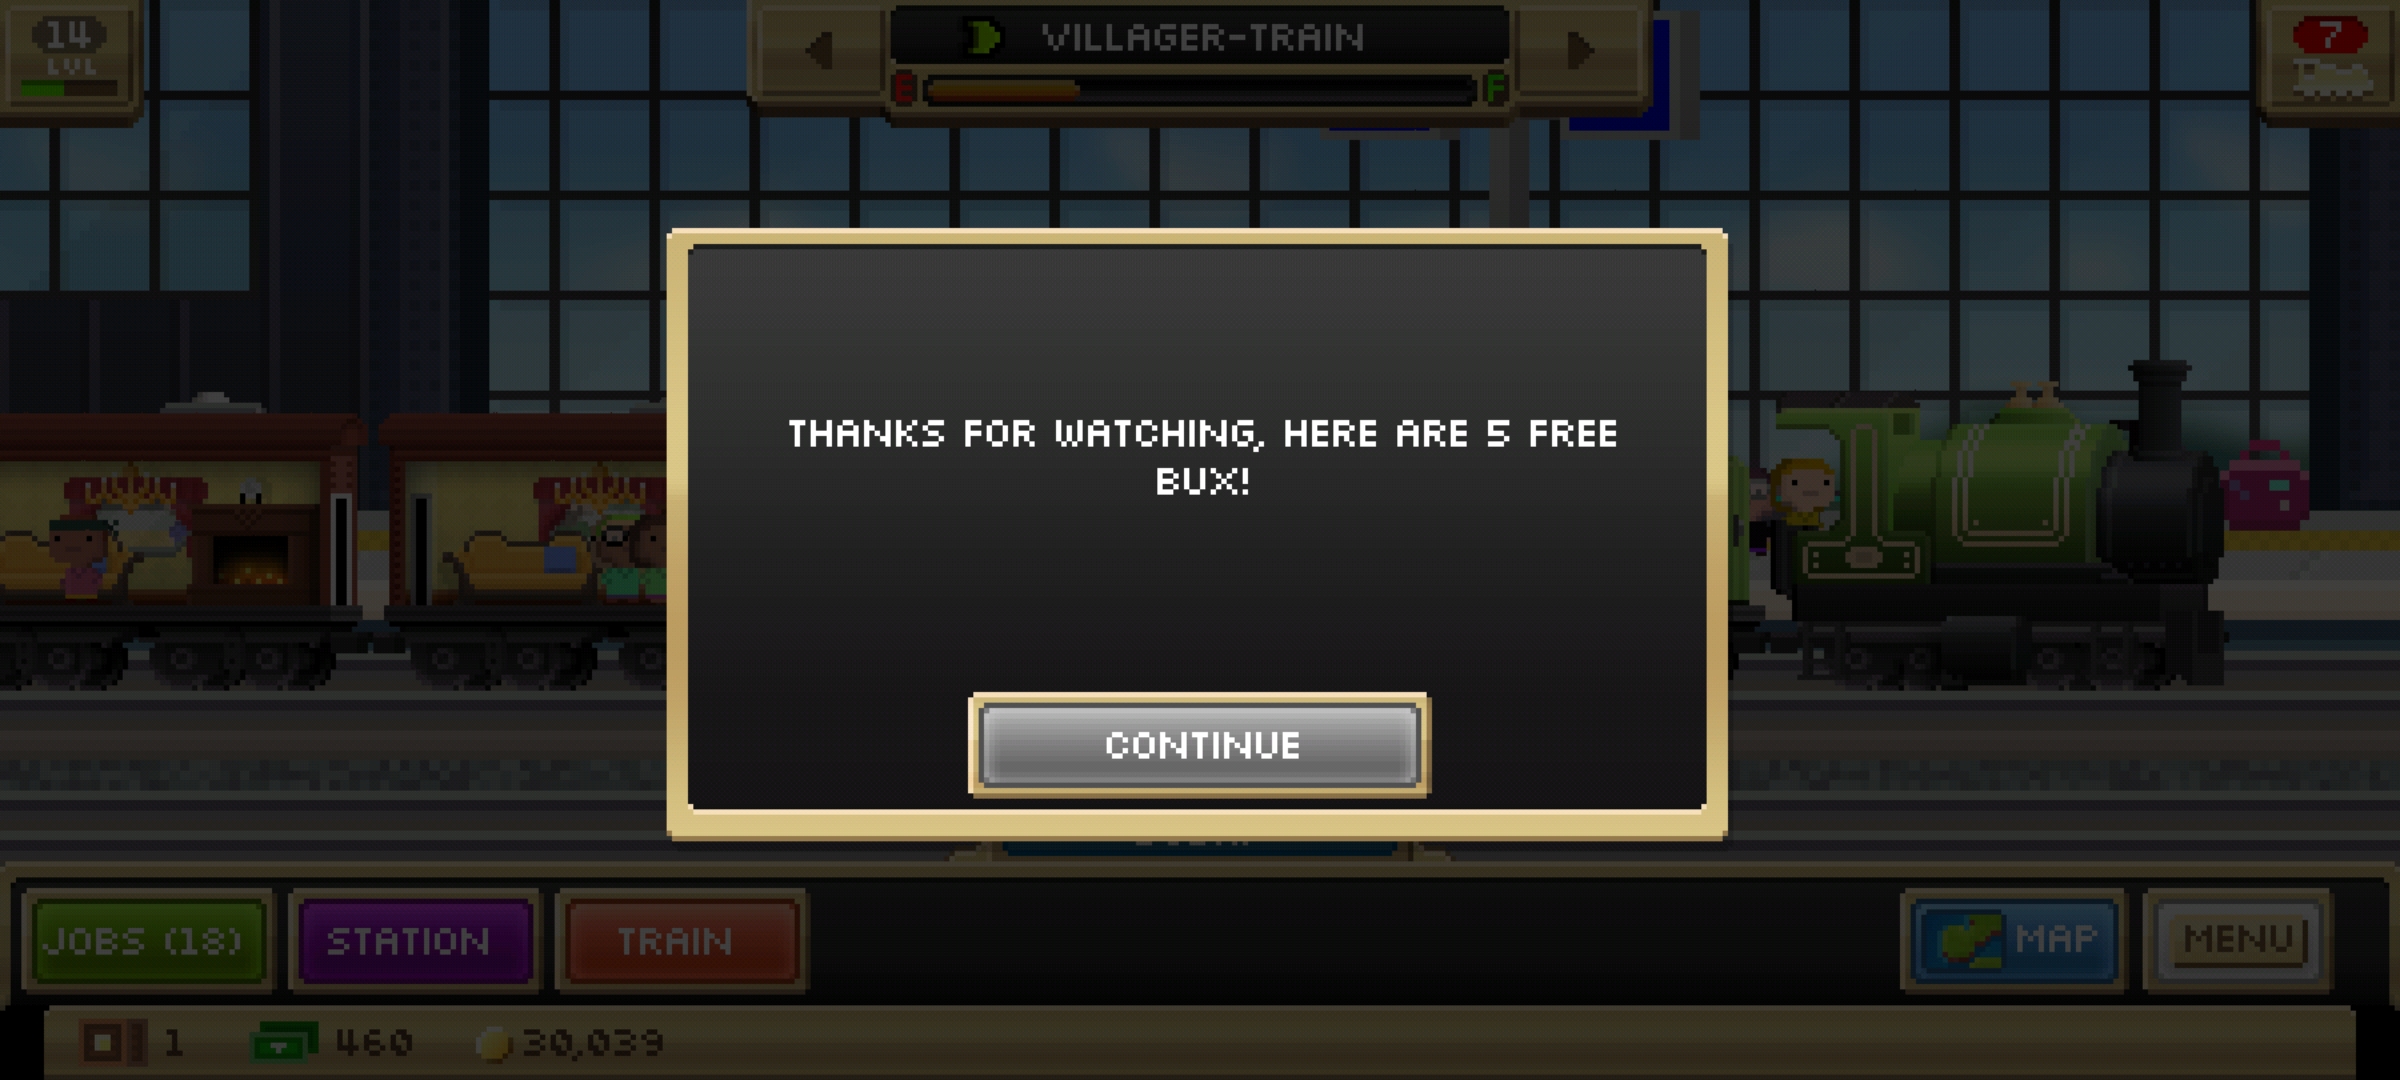 14
LVL
VILLAGER-TRAIN
E
F
7
THANKS FOR WATCHING, HERE ARE 5 FREE
BUX!
CONTINUE
JOBS (18)
STATION
TRAIN
MAP
MENU
1
460
30,039